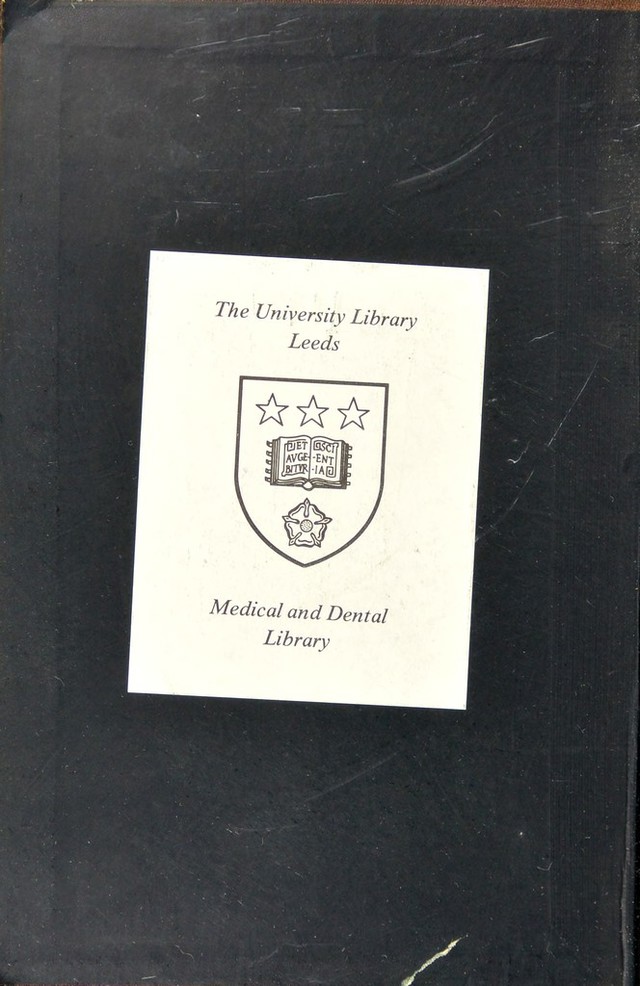 The University Library
Leeds
ET SCI
AVGE-ENT
BITVR-IA
Medical and Dental
Library